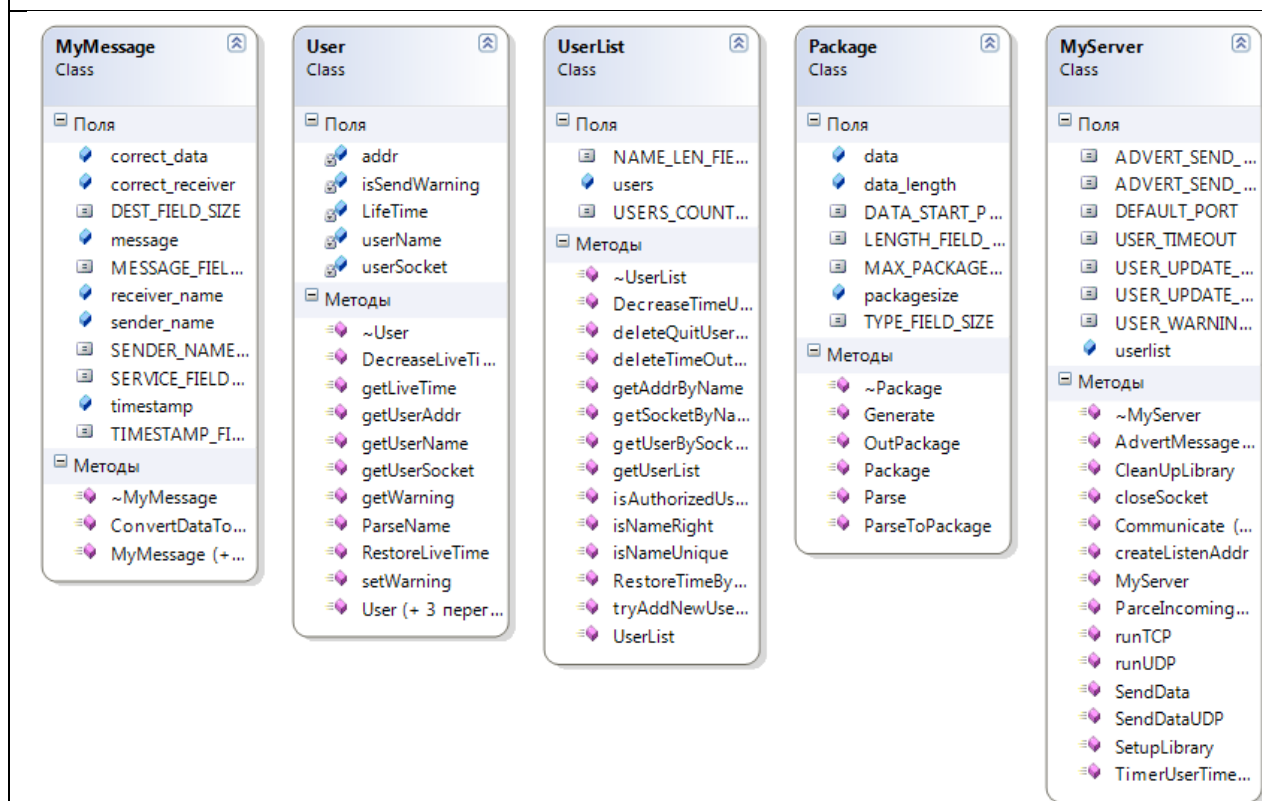 MyMessage
Class
Поля
correct_data
correct_receiver
DEST_FIELD_SIZE
message
MESSAGE_FIEL...
receiver_name
sender_name
SENDER_NAME...
SERVICE_FIELD...
timestamp
TIMESTAMP_FI...
Методы
~MyMessage
ConvertDataTo...
MyMessage (+...
User
Class
Поля
addr
isSendWarning
LifeTime
userName
userSocket
Методы
~User
DecreaseLiveTi...
getLiveTime
getUserAddr
getUserName
getUserSocket
getWarning
ParseName
RestoreLiveTime
setWarning
User (+ 3 перег...
UserList
Class
Поля
NAME_LEN_FIE...
users
USERS_COUNT...
Методы
~UserList
DecreaseTimeU...
deleteQuitUser...
deleteTimeOut...
getAddrByName
getSocketByNa...
getUserBySock...
getUserList
isAuthorizedUs...
isNameRight
isNameUnique
RestoreTimeBy...
tryAddNewUse...
UserList
Package
Class
Поля
data
data_length
DATA_START_P...
LENGTH_FIELD_...
MAX_PACKAGE...
packagesize
TYPE_FIELD_SIZE
Методы
~Package
Generate
OutPackage
Package
Parse
ParseToPackage
MyServer
Class
Поля
ADVERT_SEND_...
ADVERT_SEND_...
DEFAULT_PORT
USER_TIMEOUT
USER_UPDATE_...
USER_UPDATE_...
USER_WARNIN...
userlist
Методы
~MyServer
AdvertMessage...
CleanUpLibrary
closeSocket
Communicate (...
createListenAddr
MyServer
ParceIncoming...
runTCP
runUDP
SendData
SendDataUDP
SetupLibrary
TimerUserTime...